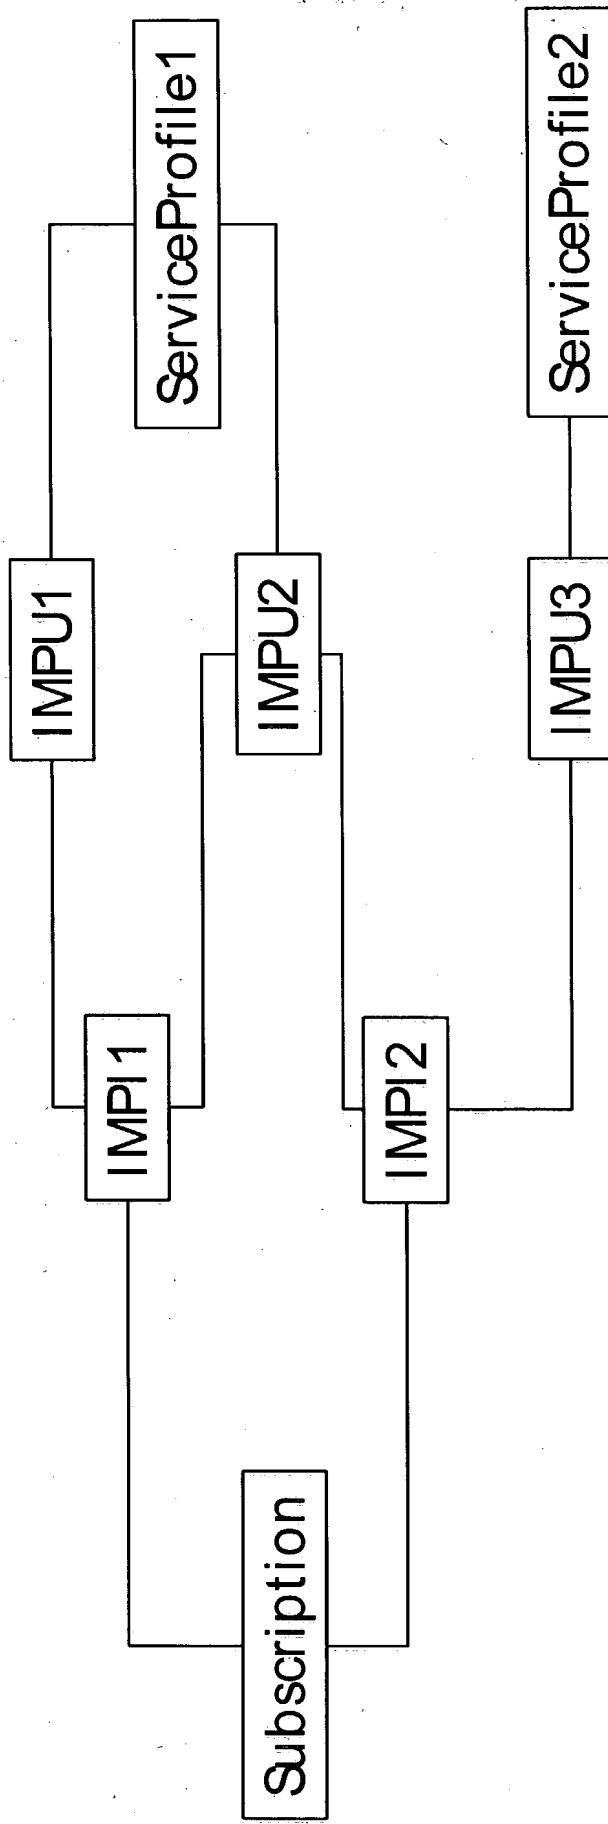 Subscription
IMPI1
IMPI2
IMPU1
IMPU2
IMPU3
ServiceProfile1
ServiceProfile2